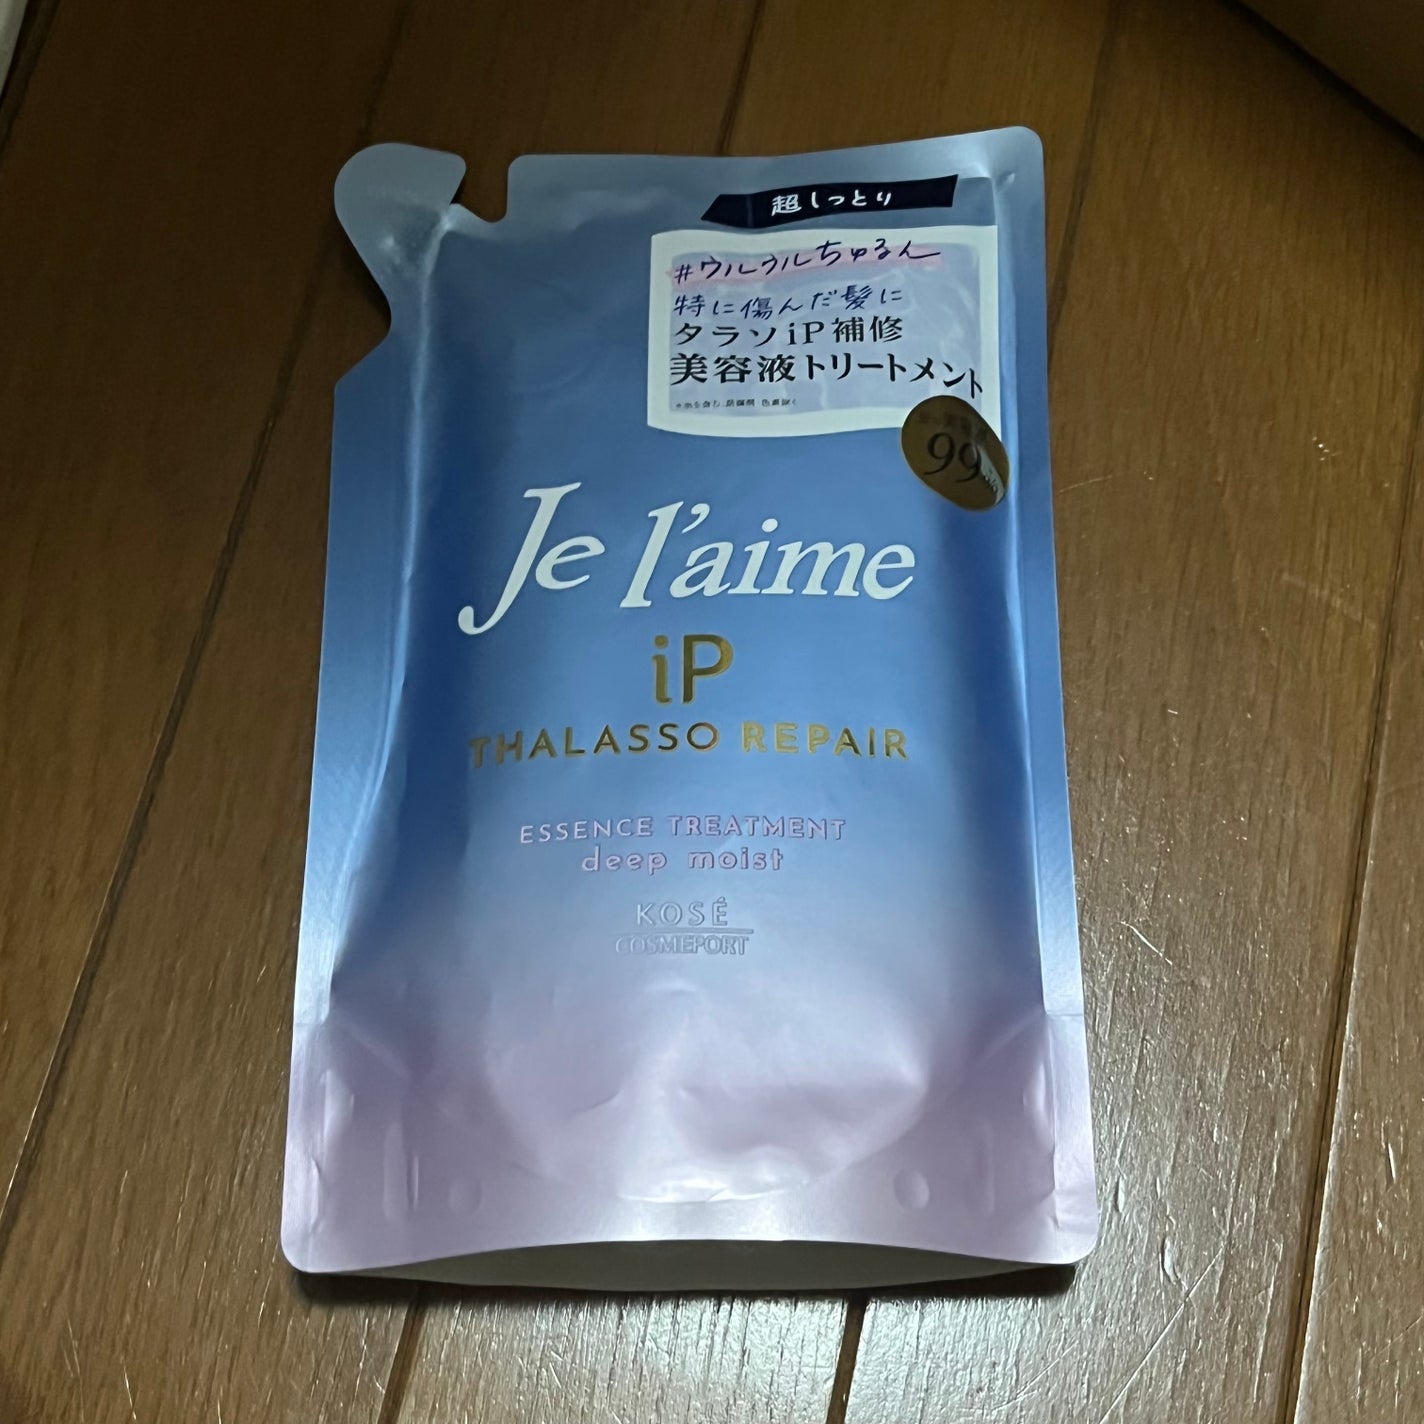 超しっとり
#ウルウルちゅるん
特に傷んだ髪に
タラソiP補修
美容液トリートメント
99
Je l'aime
iP
THALASSO REPAIR
ESSENCE TREATMENT
deep moist
KOSÉ
COSMEPORT